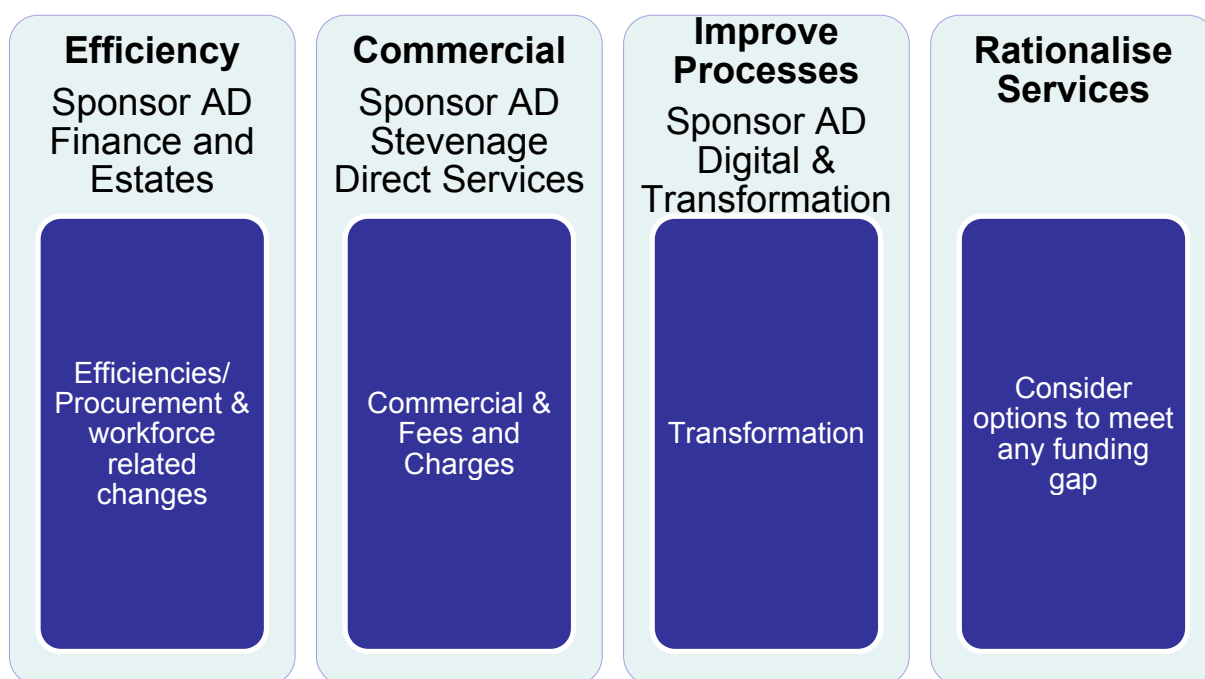 Efficiency
Sponsor AD
Finance and
Estates
Efficiencies/
Procurement &
workforce
related
changes
Commercial
Sponsor AD
Stevenage
Direct Services
Commercial &
Fees and
Charges
Improve
Processes
Sponsor AD
Digital &
Transformation
Transformation
Rationalise
Services
Consider
options to meet
any funding
gap